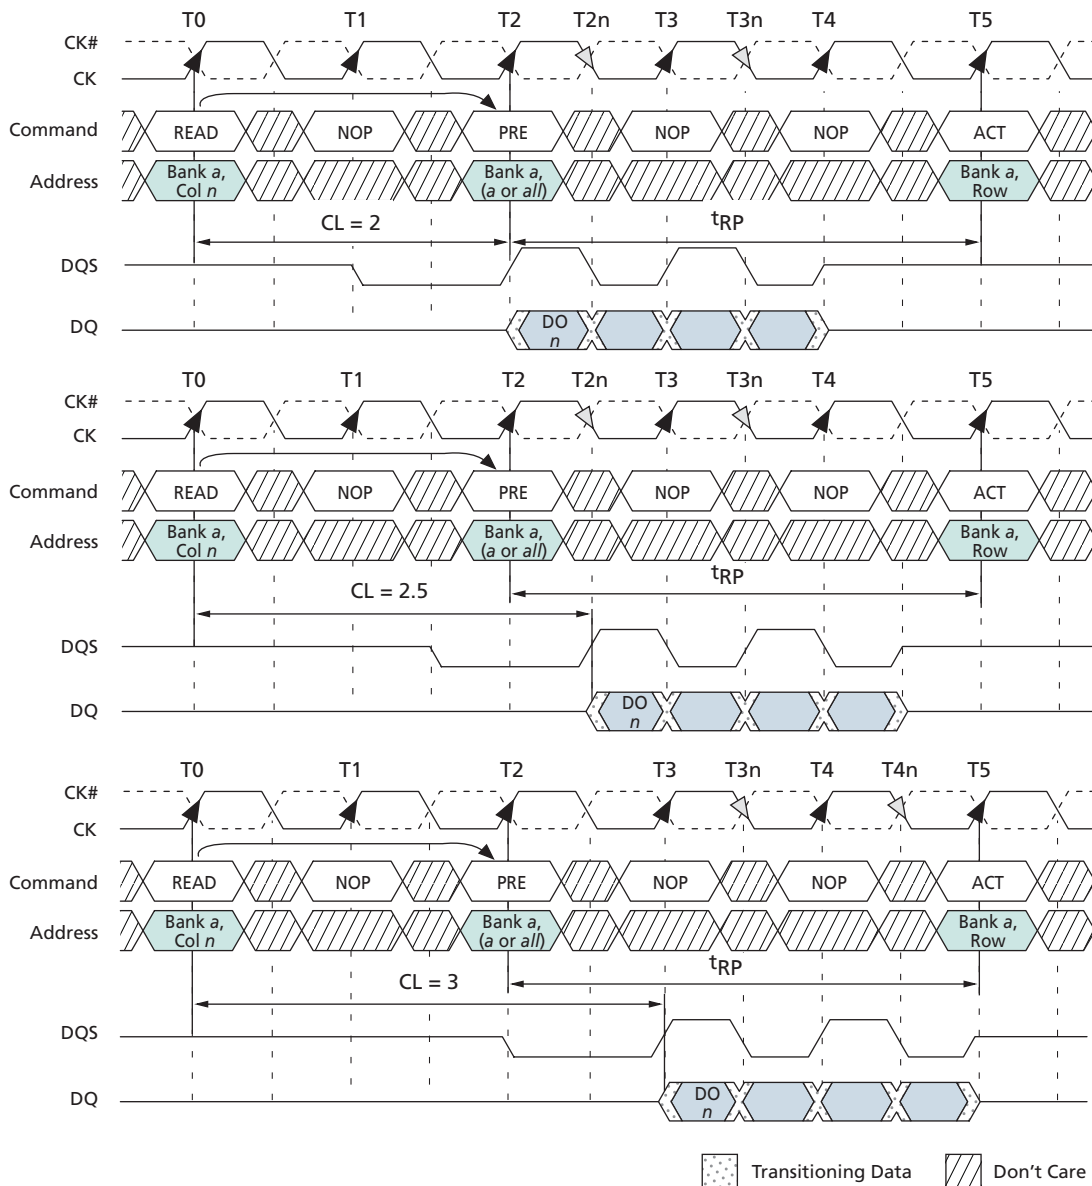 T0 T1 T2 T2n T3 T3n T4 T5
CK#
CK
Command READ NOP PRE NOP NOP ACT
Address Bank a, Col n Bank a, (a or all) Bank a, Row
CL = 2 tRP
DQS
DQ DO n
T0 T1 T2 T2n T3 T3n T4 T5
CK#
CK
Command READ NOP PRE NOP NOP ACT
Address Bank a, Col n Bank a, (a or all) Bank a, Row
CL = 2.5 tRP
DQS
DQ DO n
T0 T1 T2 T3 T3n T4 T4n T5
CK#
CK
Command READ NOP PRE NOP NOP ACT
Address Bank a, Col n Bank a, (a or all) Bank a, Row
CL = 3 tRP
DQS
DQ DO n
Transitioning Data Don't Care